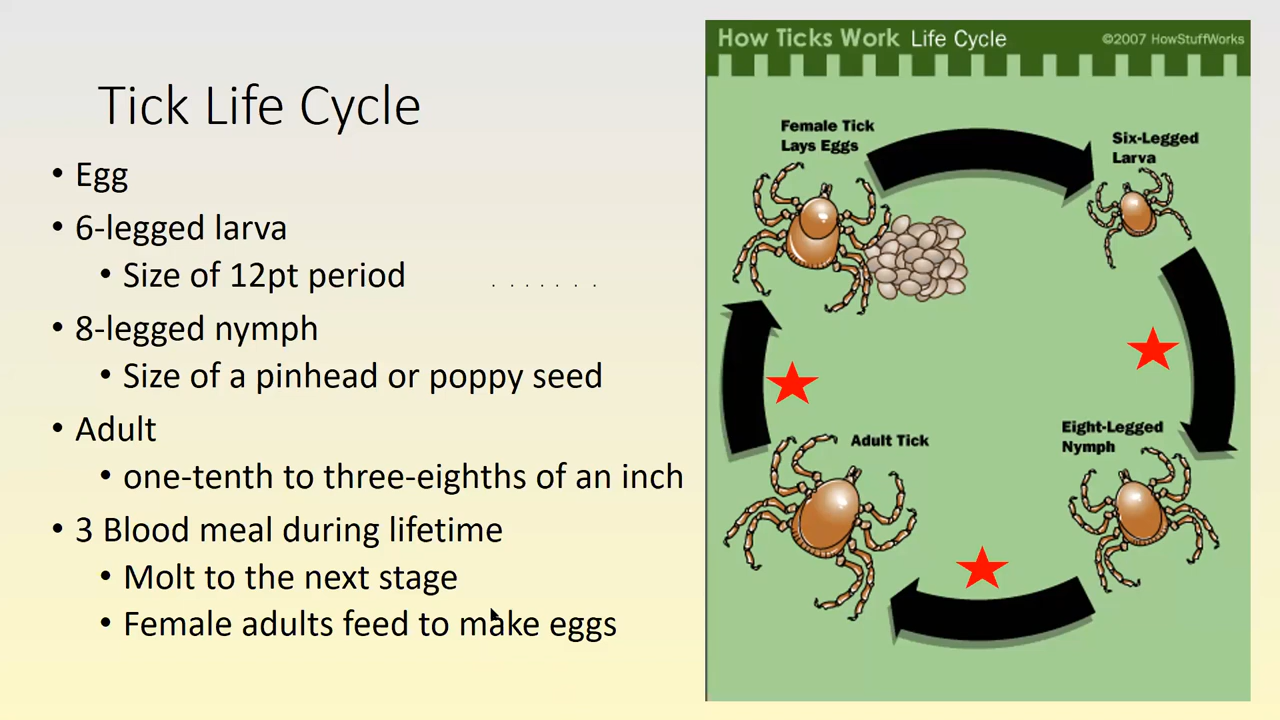 Tick Life Cycle
• Egg
• 6-legged larva
• Size of 12pt period . . . . . . .
• 8-legged nymph
• Size of a pinhead or poppy seed
• Adult
• one-tenth to three-eighths of an inch
• 3 Blood meal during lifetime
• Molt to the next stage
• Female adults feed to make eggs
How Ticks Work Life Cycle ©2007 HowStuffWorks
Female Tick
Lays Eggs
Six-Legged
Larva
Eight-Legged
Nymph
Adult Tick